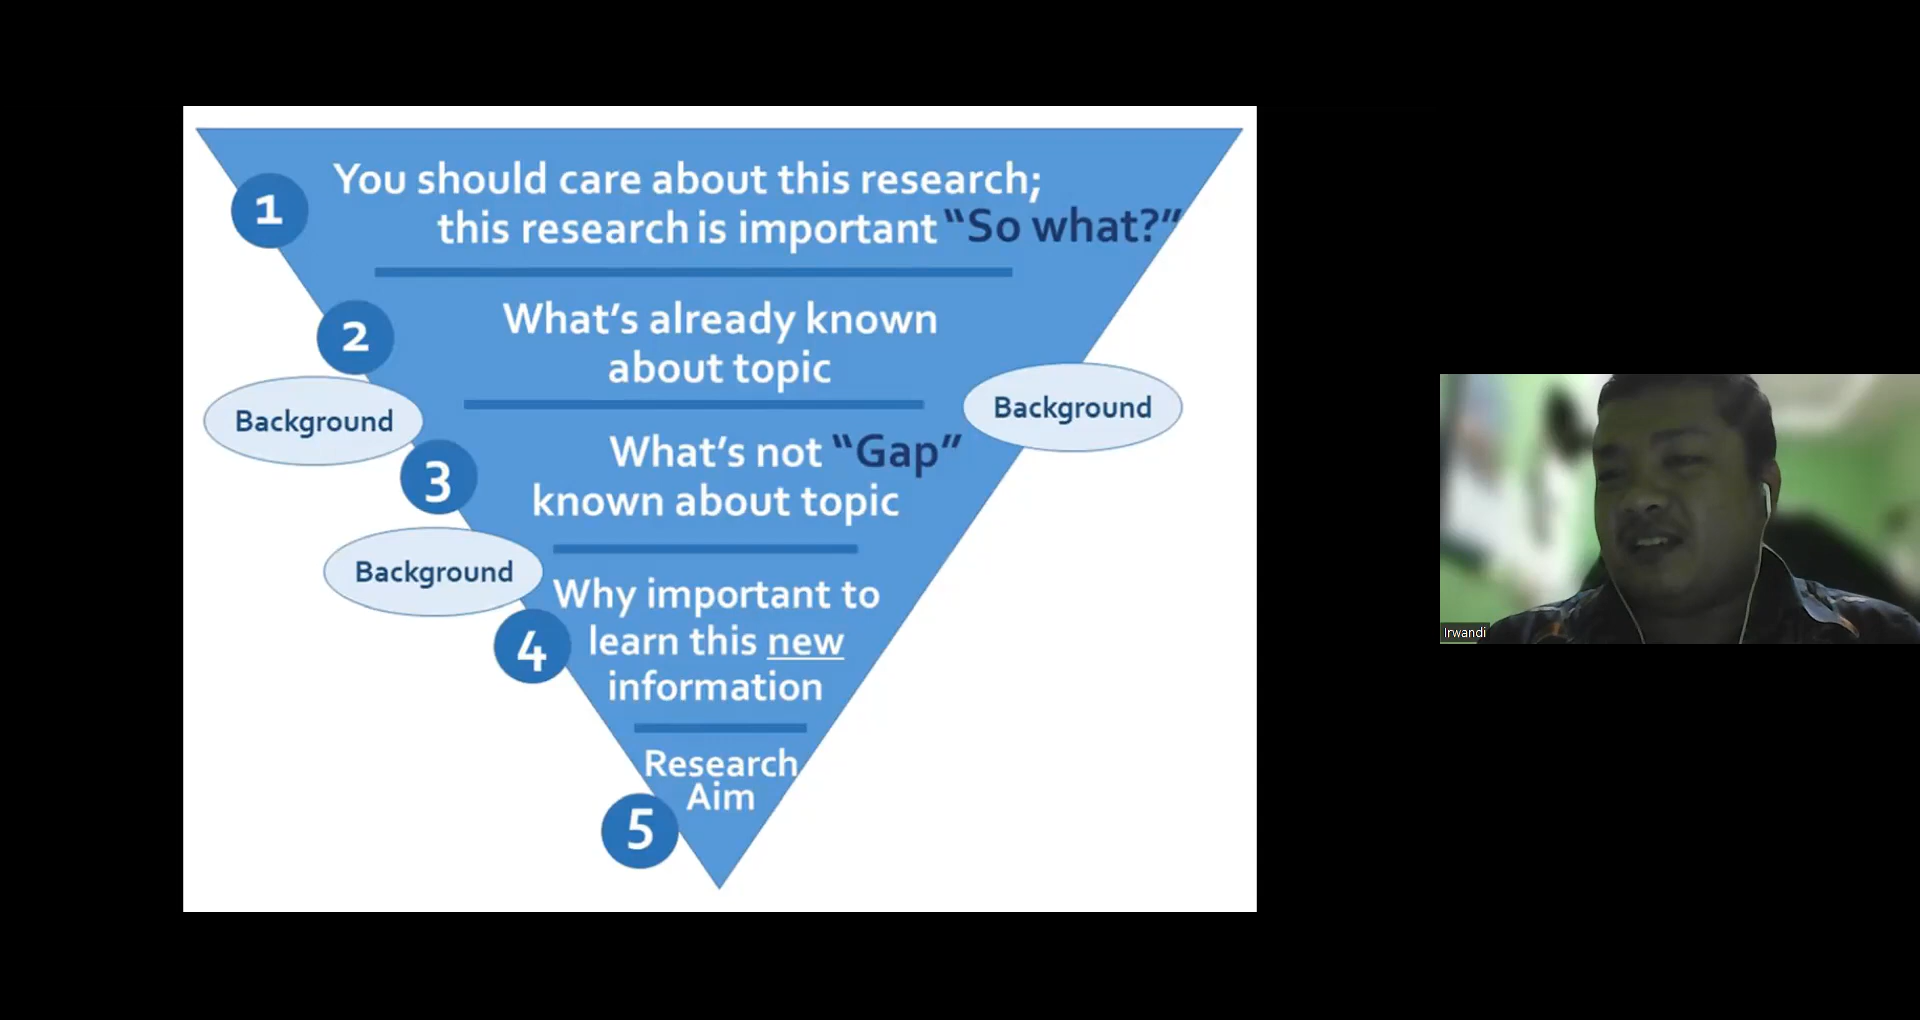 1
You should care about this research;
this research is important “So what?”
2
What’s already known
about topic
Background
Background
3
What’s not “Gap”
known about topic
Background
4
Why important to
learn this new
information
5
Research
Aim
Irwandi